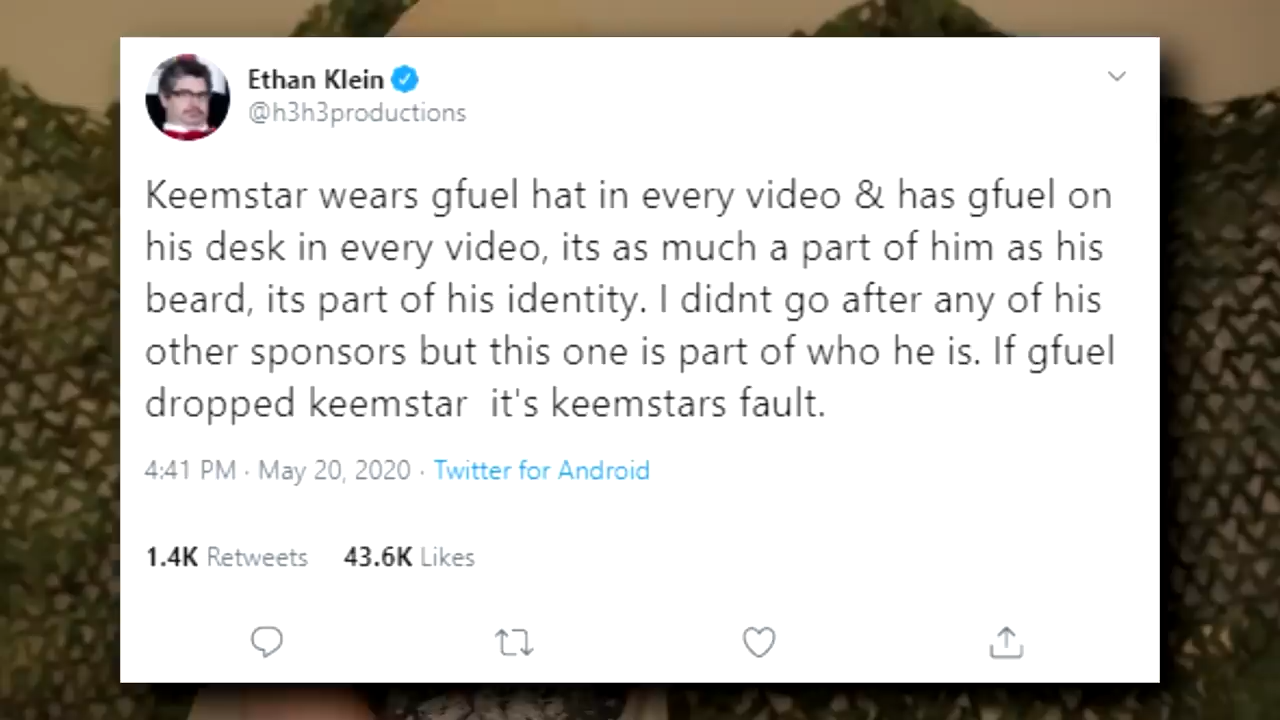 Ethan Klein
@h3h3productions
Keemstar wears gfuel hat in every video & has gfuel on
his desk in every video, its as much a part of him as his
beard, its part of his identity. I didnt go after any of his
other sponsors but this one is part of who he is. If gfuel
dropped keemstar  it's keemstars fault.
4:41 PM · May 20, 2020 · Twitter for Android
1.4K Retweets 43.6K Likes